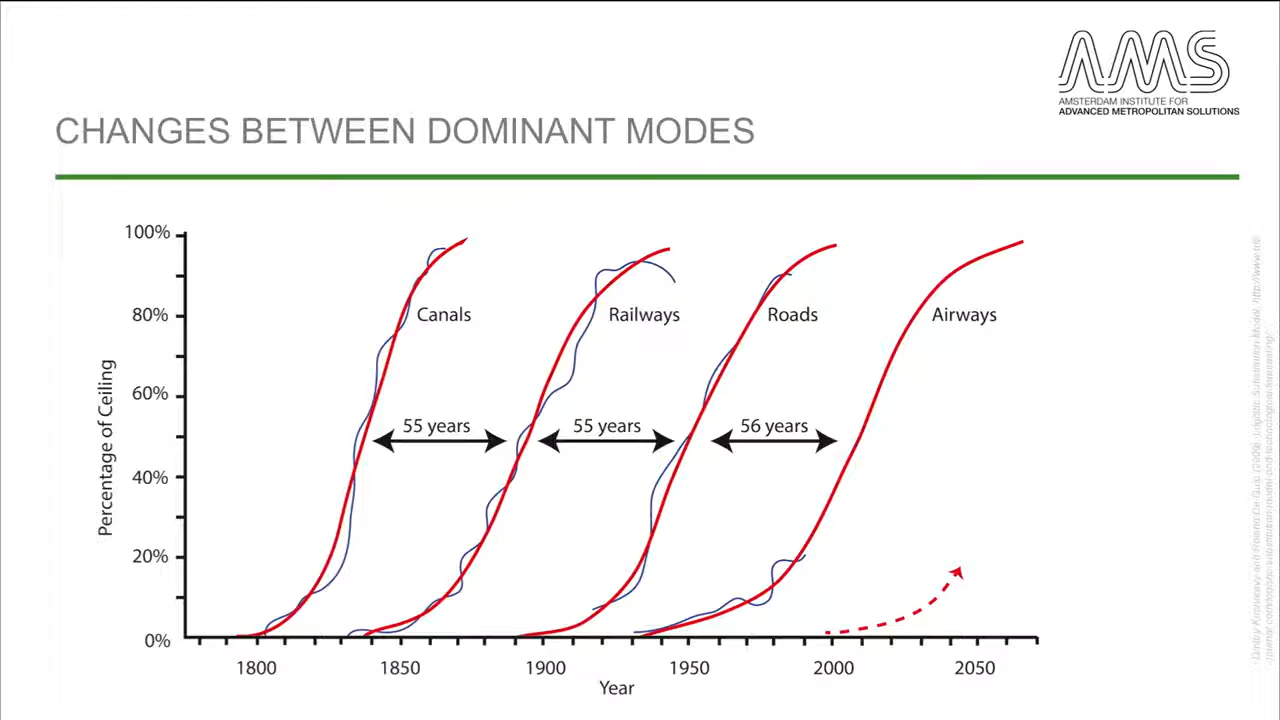 AMS
AMSTERDAM INSTITUTE FOR
ADVANCED METROPOLITAN SOLUTIONS
CHANGES BETWEEN DOMINANT MODES
100%
80%
60%
40%
20%
0%
Percentage of Ceiling
Canals
Railways
Roads
Airways
55 years
55 years
56 years
1800
1850
1900
1950
2000
2050
Year